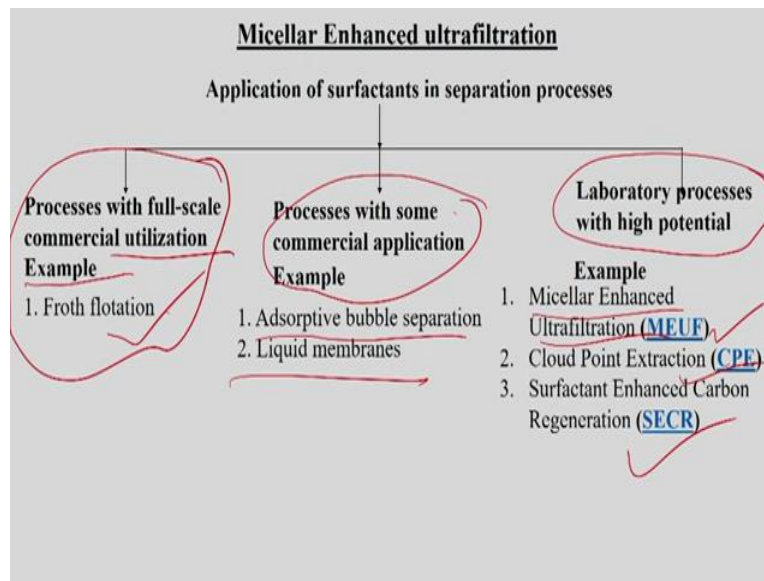 Micellar Enhanced ultrafiltration
Application of surfactants in separation processes
Processes with full-scale
commercial utilization
Example
1. Froth flotation
Processes with some
commercial application
Example
1. Adsorptive bubble separation
2. Liquid membranes
Laboratory processes
with high potential
Example
1. Micellar Enhanced
Ultrafiltration (MEUF)
2. Cloud Point Extraction (CPE)
3. Surfactant Enhanced Carbon
Regeneration (SECR)